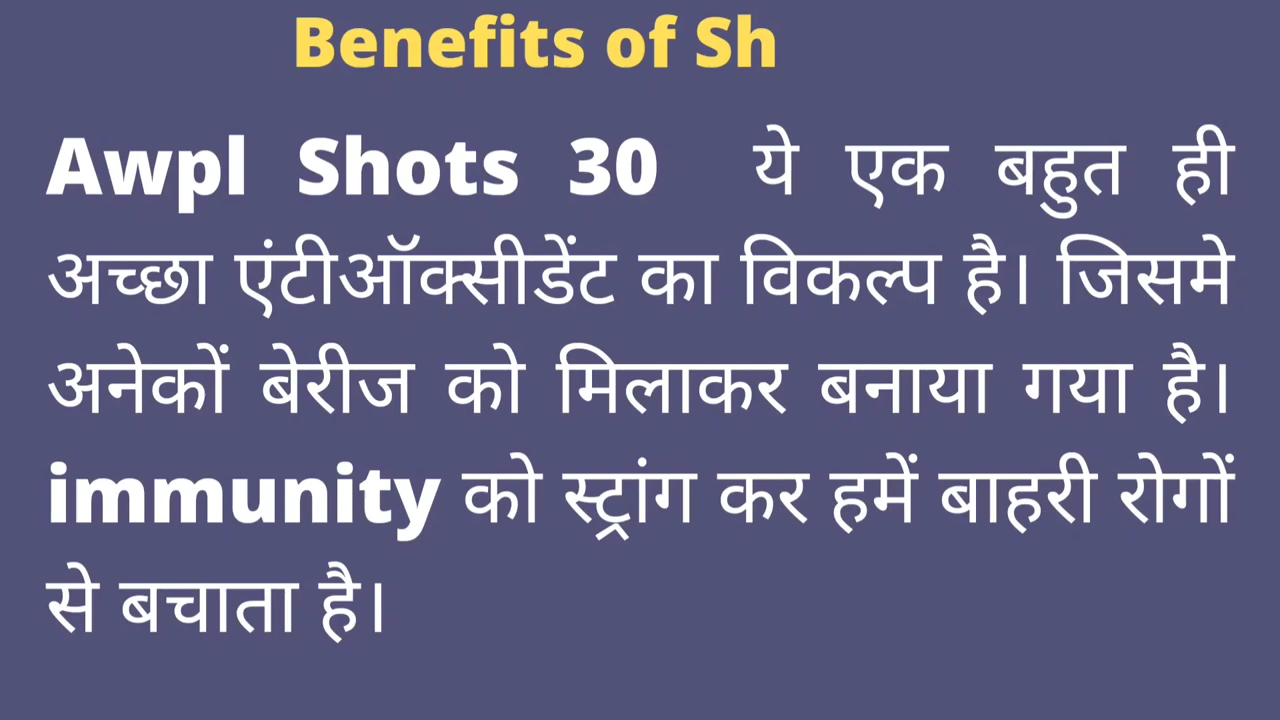 Benefits of Sh
Awpl Shots 30 ये एक बहुत ही
अच्छा एंटीऑक्सीडेंट का विकल्प है। जिसमे
अनेकों बेरीज को मिलाकर बनाया गया है।
immunity को स्ट्रांग कर हमें बाहरी रोगों
से बचाता है।